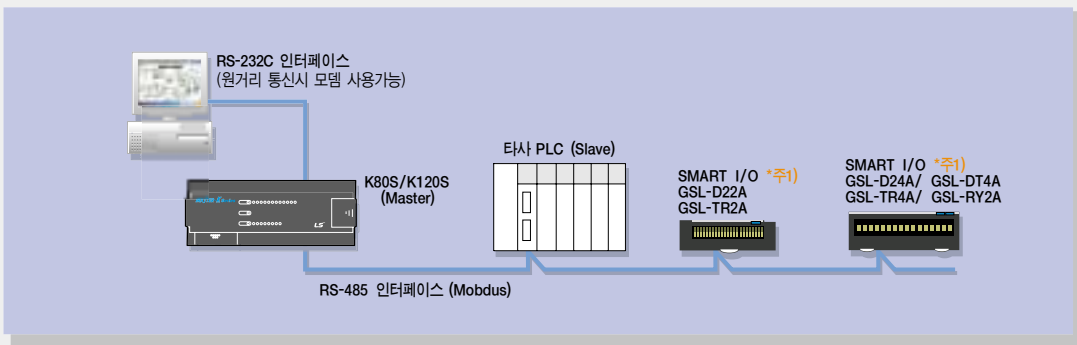 RS-232C 인터페이스
(원거리 통신시 모뎀 사용가능)
K80S/K120S
(Master)
LS
타사 PLC (Slave)
SMART I/O *주1)
GSL-D22A
GSL-TR2A
SMART I/O *주1)
GSL-D24A/ GSL-DT4A
GSL-TR4A/ GSL-RY2A
RS-485 인터페이스 (Mobdus)